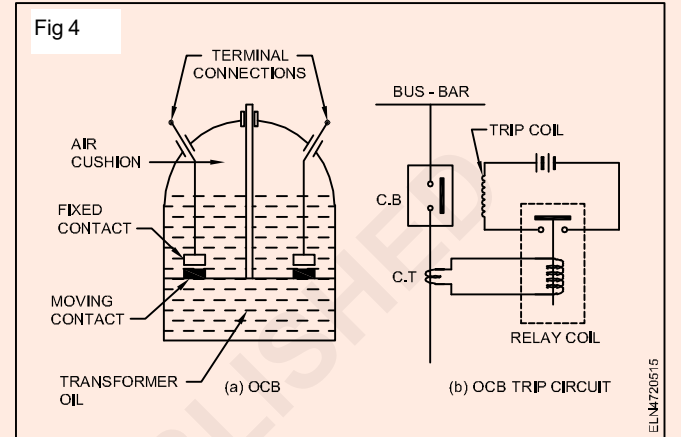 Fig 4
TERMINAL
CONNECTIONS
AIR
CUSHION
FIXED
CONTACT
MOVING
CONTACT
TRANSFORMER
OIL
(a) OCB
BUS - BAR
TRIP COIL
C.B
C.T
RELAY COIL
(b) OCB TRIP CIRCUIT
ELN4720515
LISHED